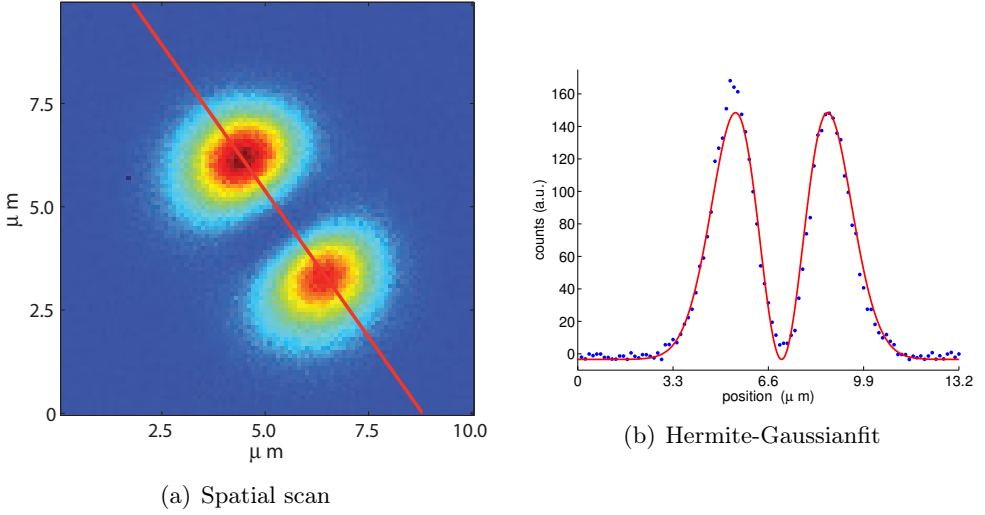 7.5
5.0
2.5
0
μ m
2.5 5.0 7.5 10.0
μ m
(a) Spatial scan
160
140
120
100
80
60
40
20
0
counts (a.u.)
0 3.3 6.6 9.9 13.2
position (μ m)
(b) Hermite-Gaussianfit